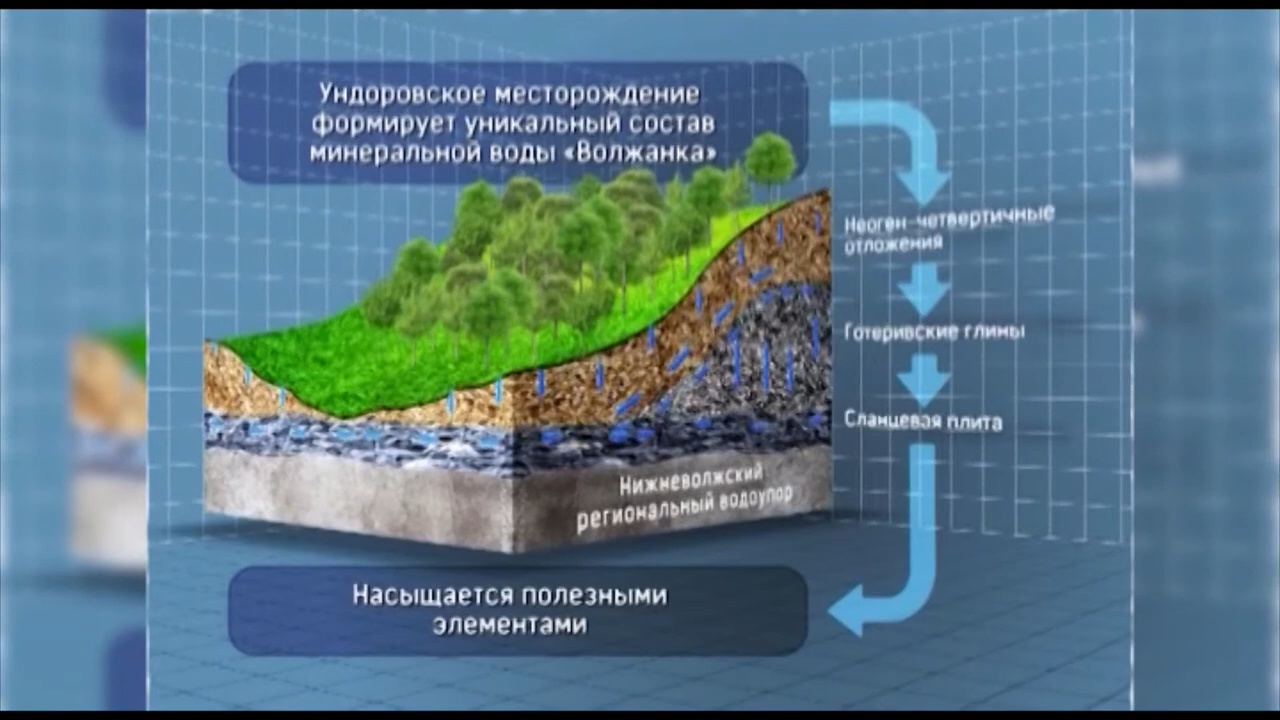 Ундоровское месторождение
формирует уникальный состав
минеральной воды «Волжанка»
Неоген-четвертичные
отложения
Готеривские глины
Сланцевая плита
Нижневолжский
региональный водоупор
Насыщается полезными
элементами